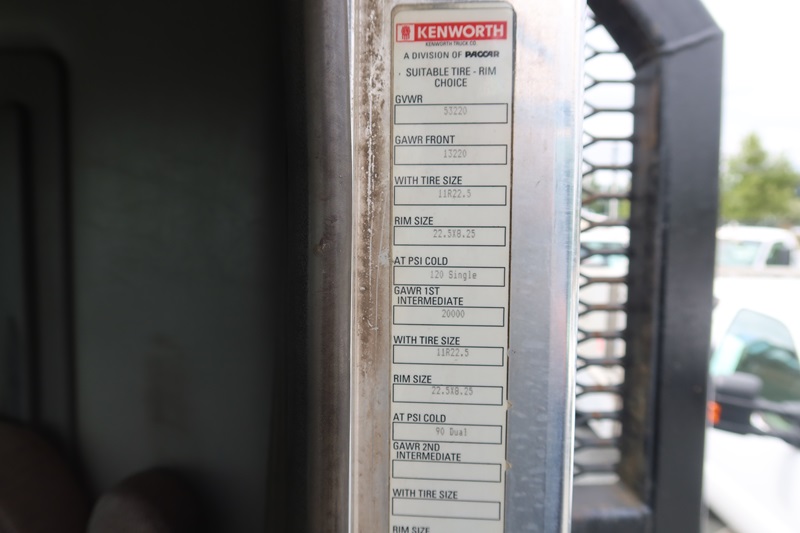 KENWORTH
KENWORTH TRUCK CO.
A DIVISION OF PACCAR
SUITABLE TIRE - RIM
CHOICE
GVWR
53220
GAWR FRONT
13220
WITH TIRE SIZE
11R22.5
RIM SIZE
22.5X8.25
AT PSI COLD
120 Single
GAWR 1ST
INTERMEDIATE
20000
WITH TIRE SIZE
11R22.5
RIM SIZE
22.5X8.25
AT PSI COLD
90 Dual
GAWR 2ND
INTERMEDIATE
WITH TIRE SIZE
RIM SIZE